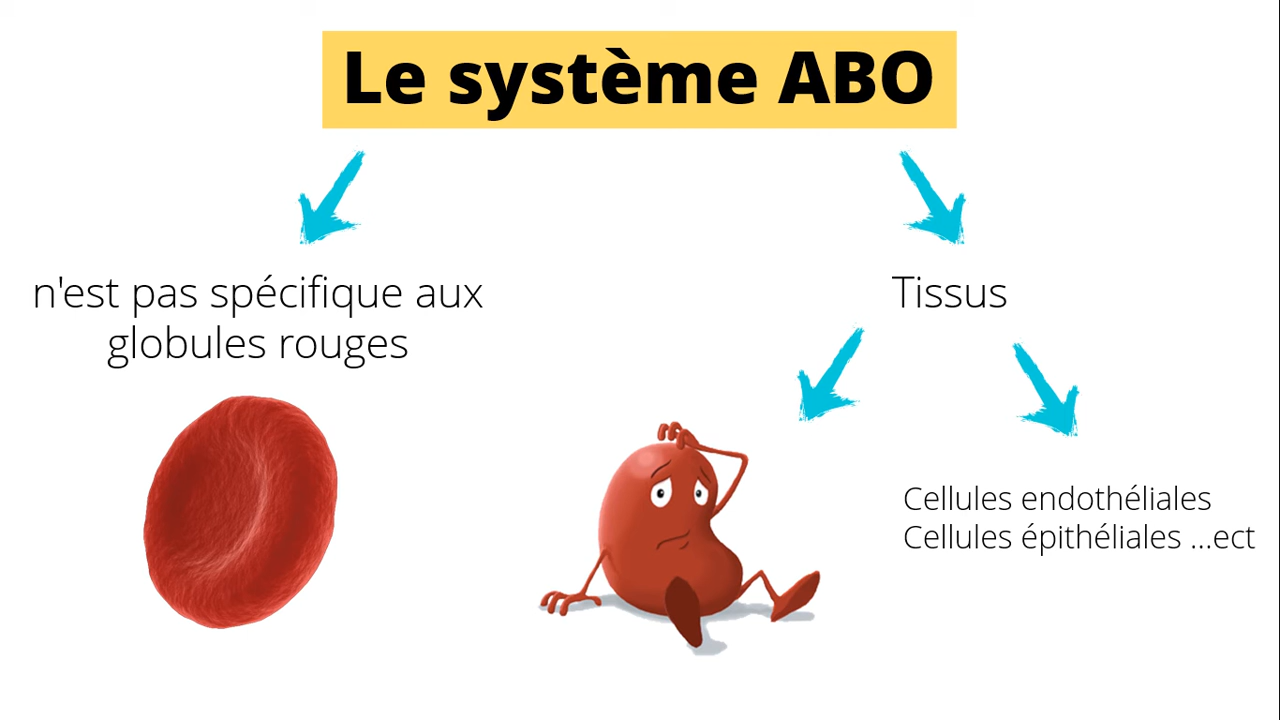 Le système ABO
n'est pas spécifique aux
globules rouges
Tissus
Cellules endothéliales
Cellules épithéliales ...ect